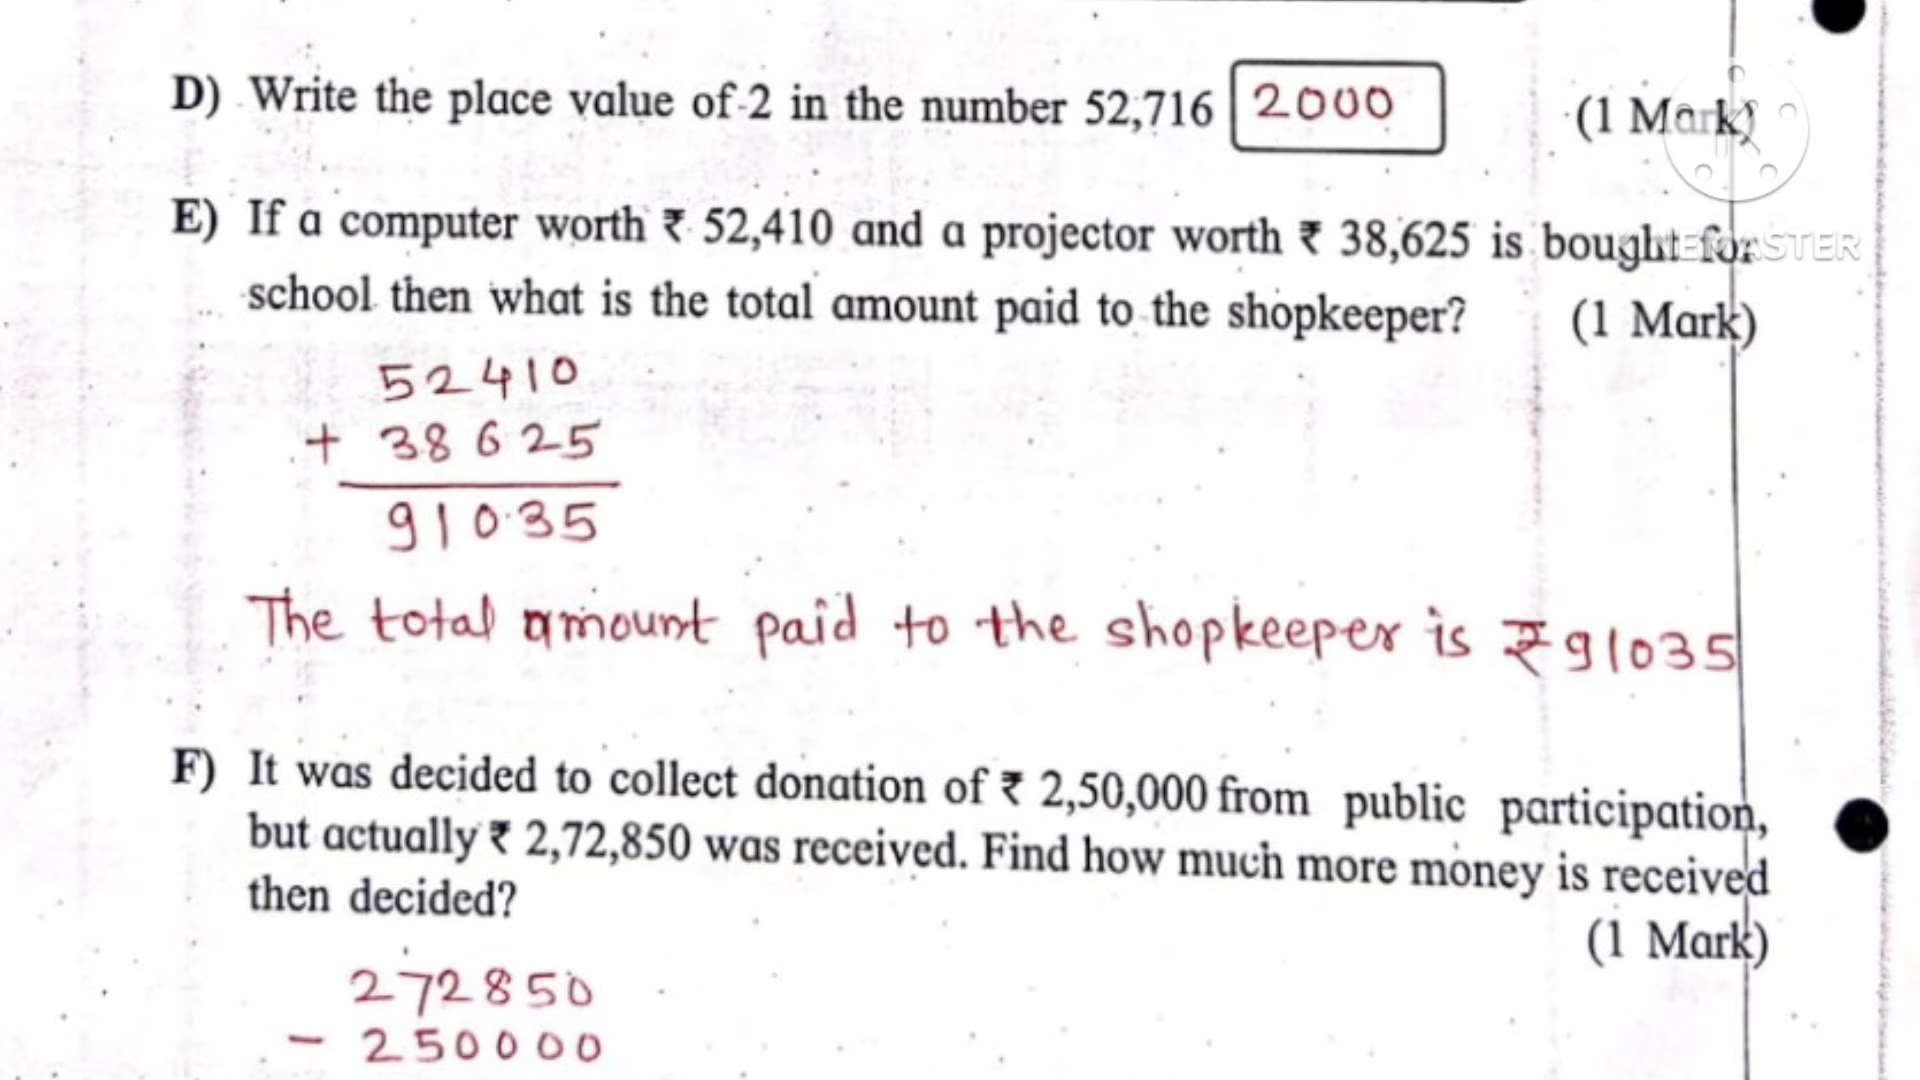 D) Write the place value of 2 in the number 52,716 2000 (1 Mark)
E) If a computer worth ₹ 52,410 and a projector worth ₹ 38,625 is bought for
school then what is the total amount paid to the shopkeeper? (1 Mark)
52410
+ 38625
91035
The total amount paid to the shopkeeper is ₹91035
F) It was decided to collect donation of ₹ 2,50,000 from public participation,
but actually ₹ 2,72,850 was received. Find how much more money is received
then decided?
(1 Mark)
272850
- 250000